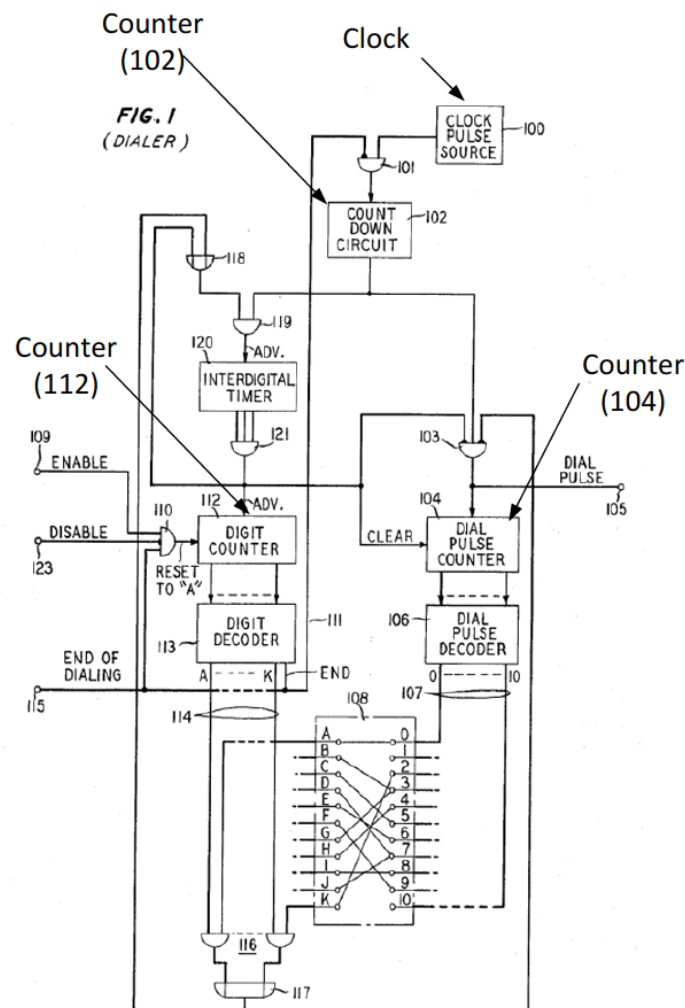 Counter
(102)
Clock
FIG. 1
(DIALER)
CLOCK
PULSE
SOURCE
100
101
COUNT
DOWN
CIRCUIT
102
118
119
Counter
(112)
120
ADV.
INTERDIGITAL
TIMER
121
Counter
(104)
103
109
ENABLE
DIAL
PULSE
105
112
ADV.
DIGIT
COUNTER
110
DISABLE
123
RESET
TO "A"
CLEAR
104
DIAL
PULSE
COUNTER
113
DIGIT
DECODER
111
106
DIAL
PULSE
DECODER
END OF
DIALING
115
A
K
END
0
10
107
114
108
A 0
B 1
C 2
D 3
E 4
F 5
G 6
H 7
I 8
J 9
K 10
116
117